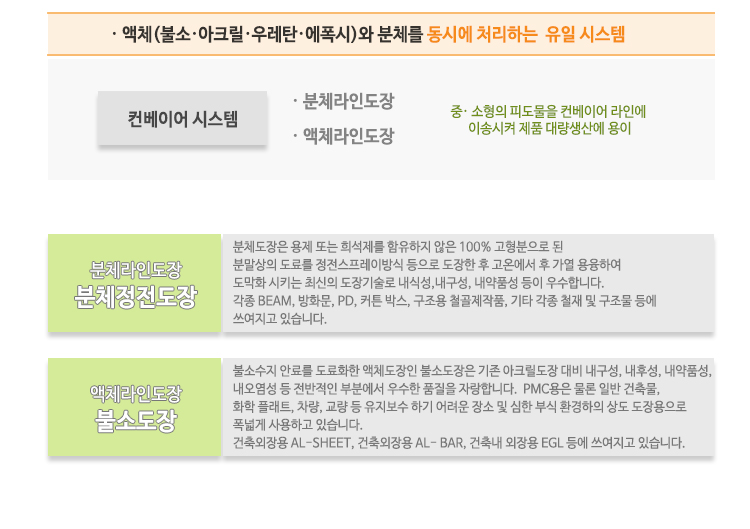 · 액체(불소·아크릴·우레탄·에폭시)와 분체를 동시에 처리하는 유일 시스템
컨베이어 시스템
· 분체라인도장
· 액체라인도장
중· 소형의 피도물을 컨베이어 라인에
이송시켜 제품 대량생산에 용이
분체라인도장
분체정전도장
분체도장은 용제 또는 희석제를 함유하지 않은 100% 고형분으로 된
분말상의 도료를 정전스프레이방식 등으로 도장한 후 고온에서 후 가열 용융하여
도막화 시키는 최신의 도장기술로 내식성,내구성, 내약품성 등이 우수합니다.
각종 BEAM, 방화문, PD, 커튼 박스, 구조용 철골제작품, 기타 각종 철재 및 구조물 등에
쓰여지고 있습니다.
액체라인도장
불소도장
불소수지 안료를 도료화한 액체도장인 불소도장은 기존 아크릴도장 대비 내구성, 내후성, 내약품성,
내오염성 등 전반적인 부분에서 우수한 품질을 자랑합니다. PMC용은 물론 일반 건축물,
화학 플래트, 차량, 교량 등 유지보수 하기 어려운 장소 및 심한 부식 환경하의 상도 도장용으로
폭넓게 사용하고 있습니다.
건축외장용 AL-SHEET, 건축외장용 AL- BAR, 건축내 외장용 EGL 등에 쓰여지고 있습니다.